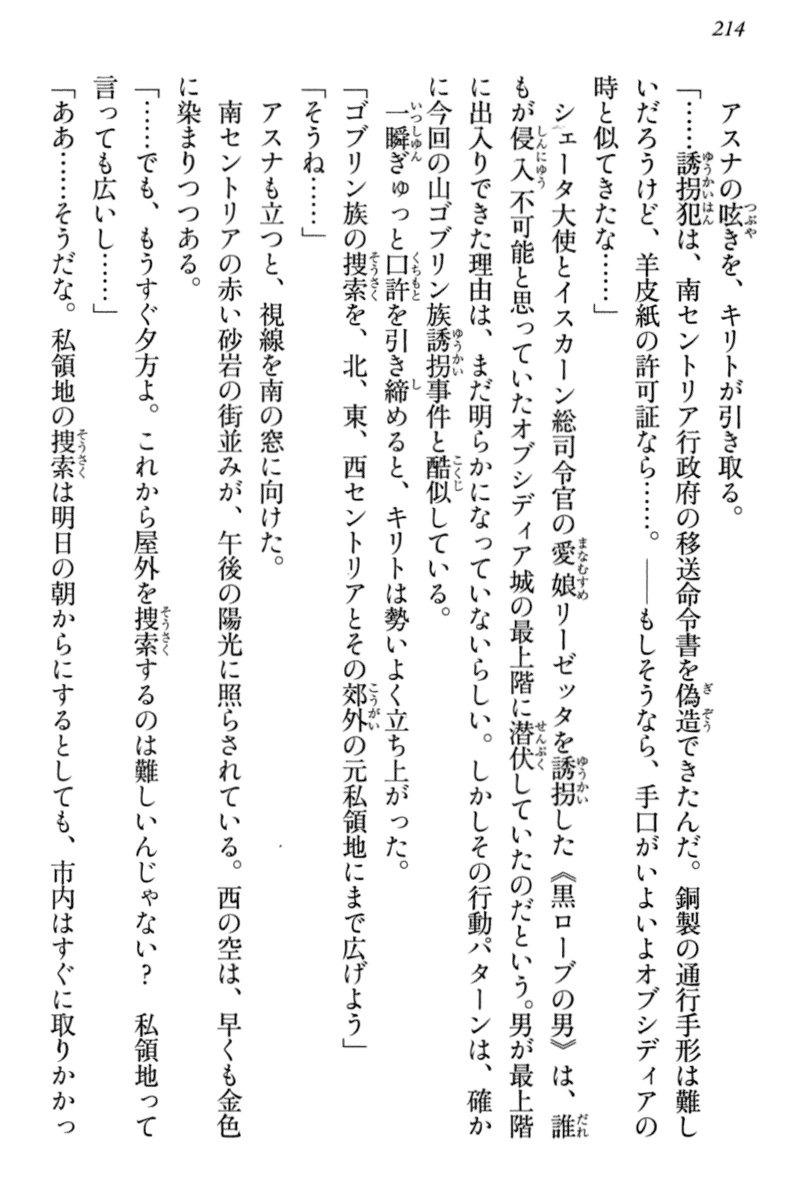 214
アスナの呟きを、キリトが引き取る。
「……誘拐犯は、南セントリア行政府の移送命令書を偽造できたんだ。銅製の通行手形は難し
いだろうけど、羊皮紙の許可証なら……。――もしそうなら、手口がいよいよオブシディアの
時と似てきたな……」
シェータ大使とイスカーン総司令官の愛娘リーゼッタを誘拐した《黒ローブの男》は、誰
もが侵入不可能と思っていたオブシディア城の最上階に潜伏していたのだという。男が最上階
に出入りできた理由は、まだ明らかになっていないらしい。しかしその行動パターンは、確か
に今回の山ゴブリン族誘拐事件と酷似している。
一瞬ぎゅっと口許を引き締めると、キリトは勢いよく立ち上がった。
「ゴブリン族の捜索を、北、東、西セントリアとその郊外の元私領地にまで広げよう」
「そうね……」
アスナも立つと、視線を南の窓に向けた。
南セントリアの赤い砂岩の街並みが、午後の陽光に照らされている。西の空は、早くも金色
に染まりつつある。
「……でも、もうすぐ夕方よ。これから屋外を捜索するのは難しいんじゃない？　私領地って
言っても広いし……」
「ああ……そうだな。私領地の捜索は明日の朝からにするとしても、市内はすぐに取りかかっ